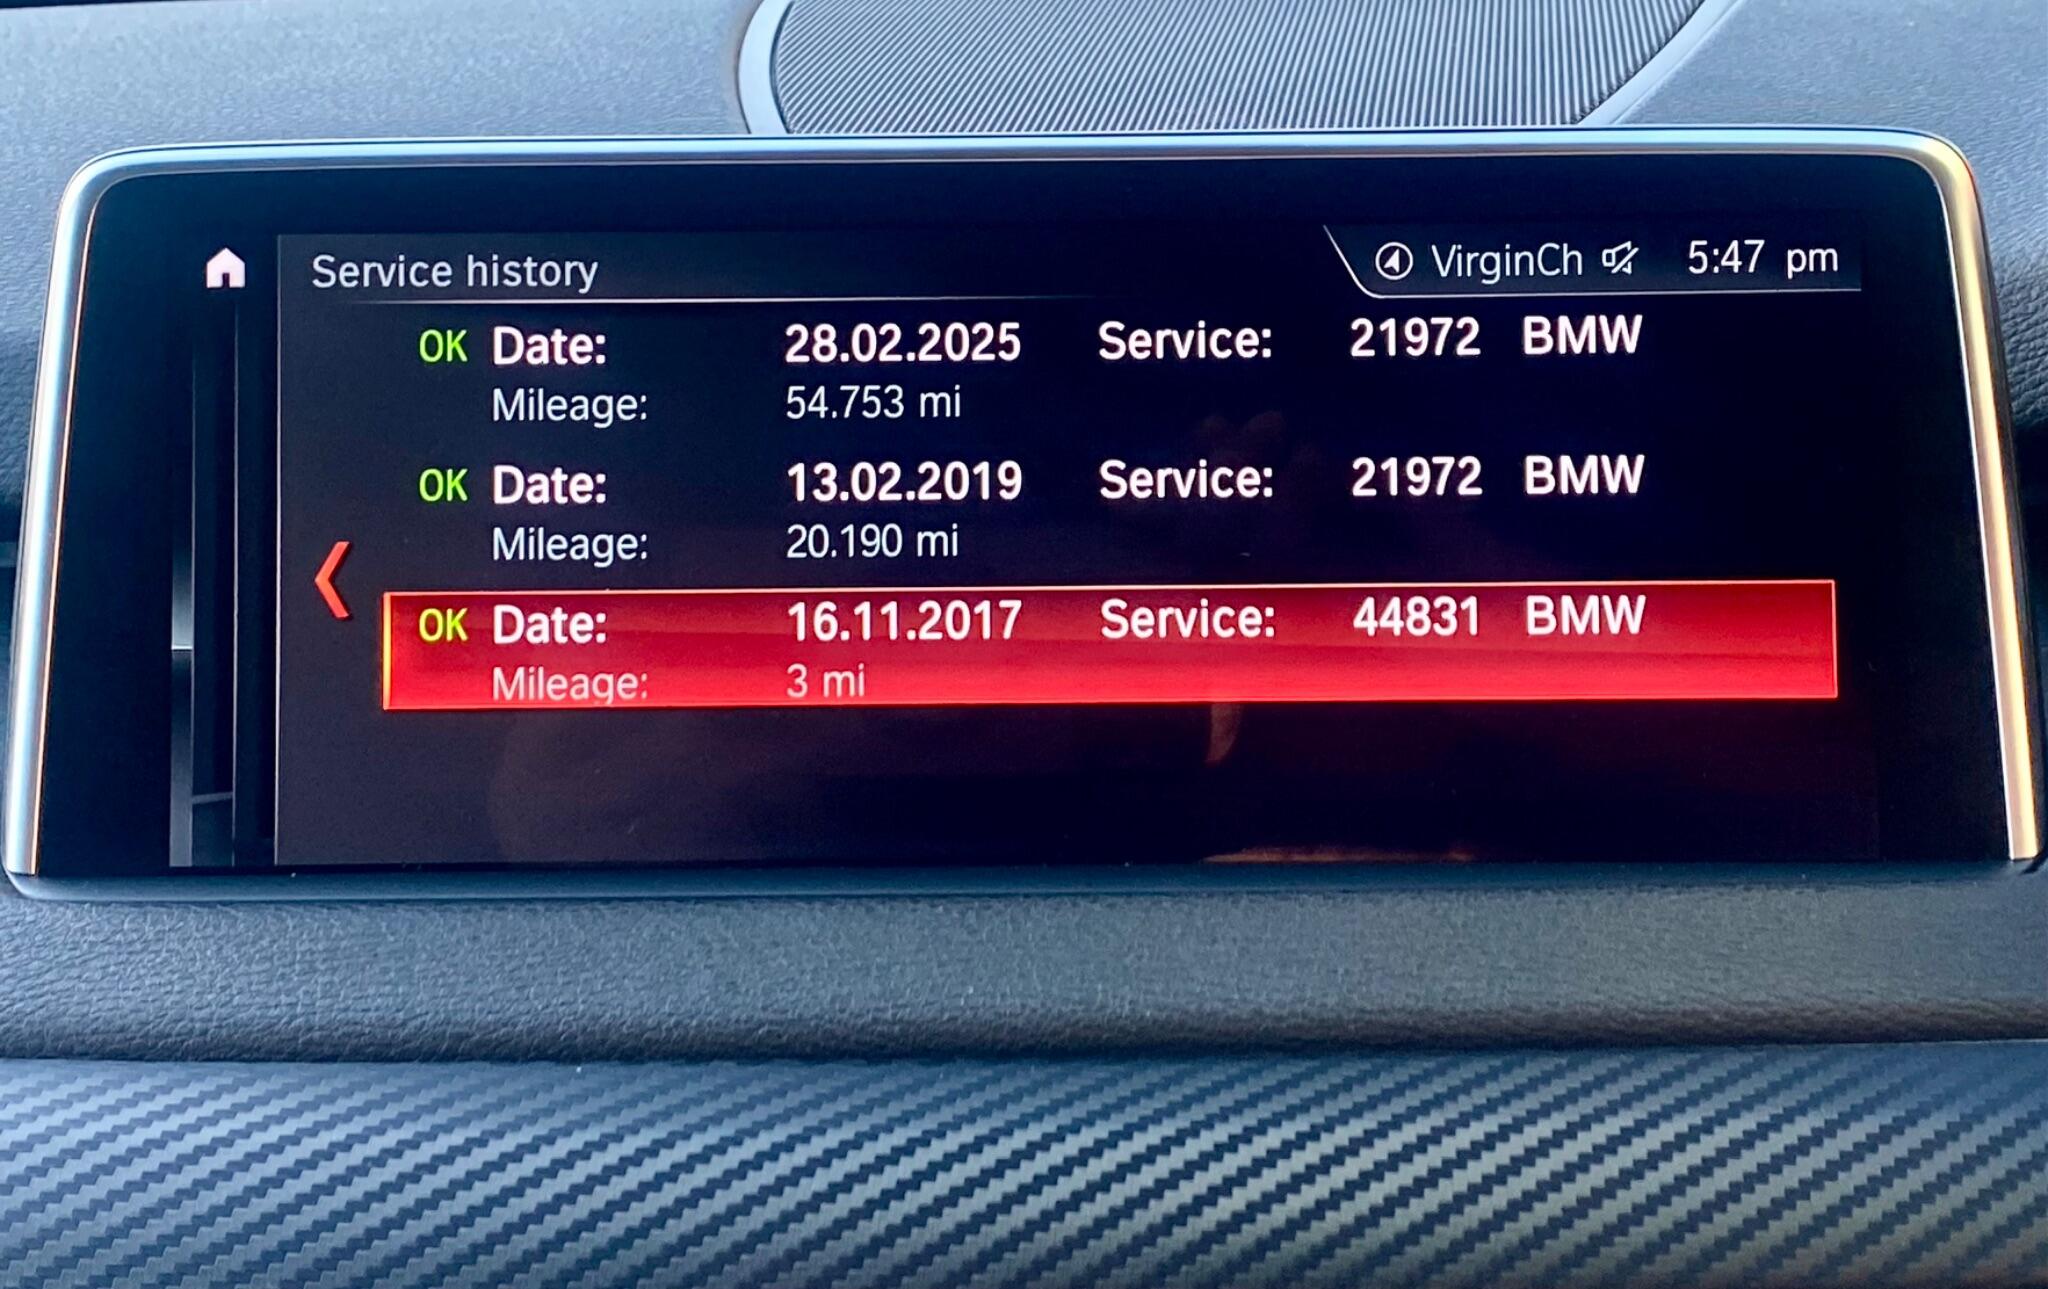 Service history VirginCh 5:47 pm
OK Date: 28.02.2025 Service: 21972 BMW
Mileage: 54.753 mi
OK Date: 13.02.2019 Service: 21972 BMW
Mileage: 20.190 mi
OK Date: 16.11.2017 Service: 44831 BMW
Mileage: 3 mi